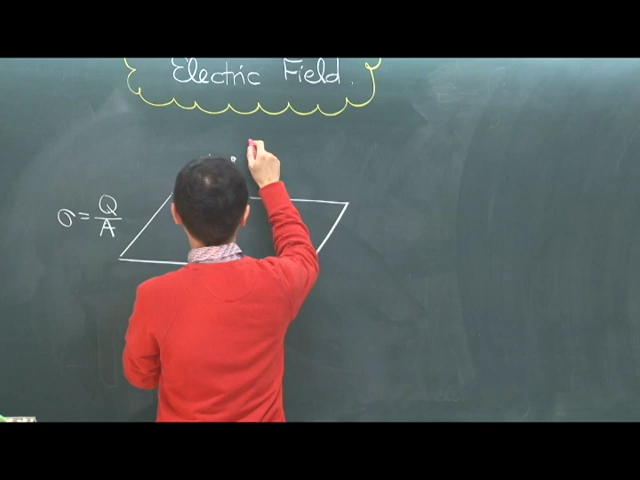 Electric Field.
σ = Q/A